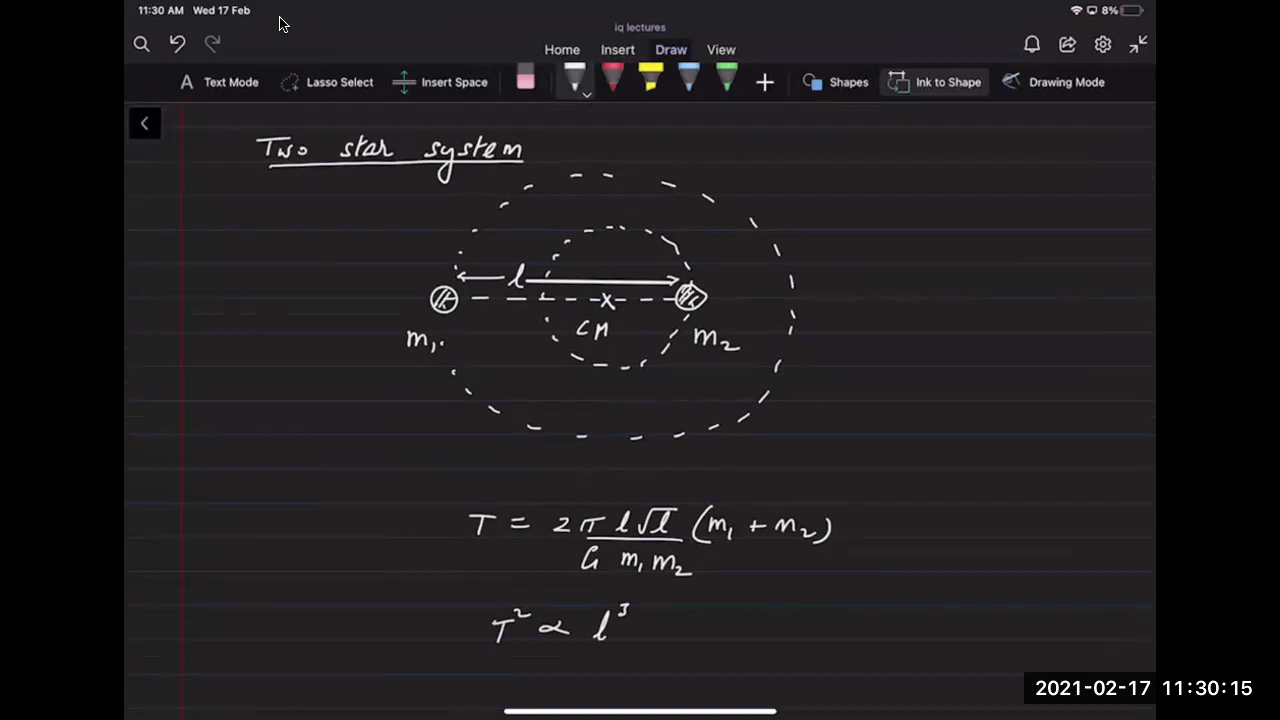 11:30 AM Wed 17 Feb
8%
iq lectures
Home Insert Draw View
Text Mode Lasso Select Insert Space Shapes Ink to Shape Drawing Mode
Two star system
l
CM
m₁. m₂
T = 2π l√l (m₁ + m₂)
G m₁ m₂
T² ∝ l³
2021-02-17 11:30:15